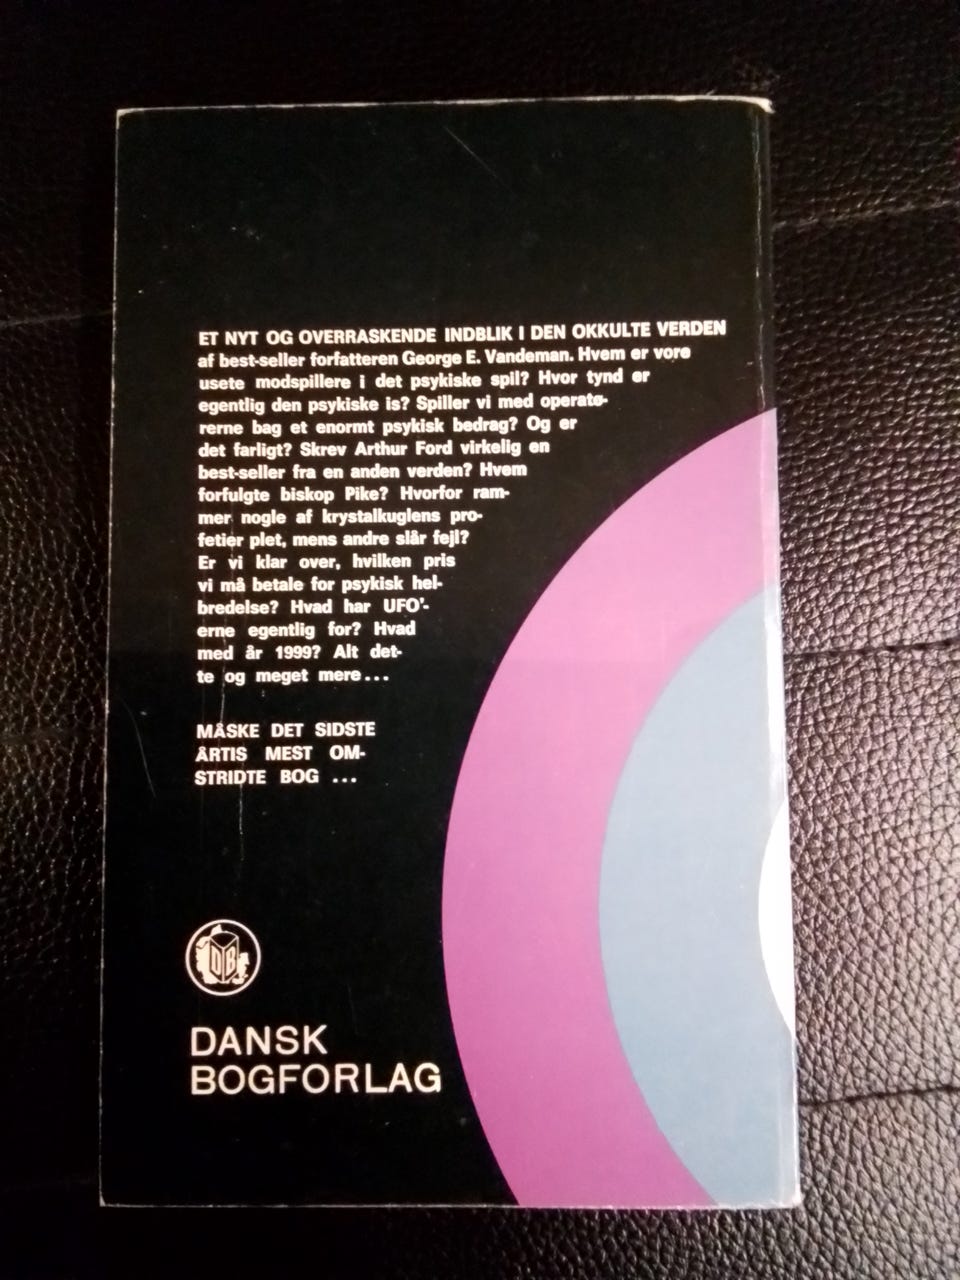 ET NYT OG OVERRASKENDE INDBLIK I DEN OKKULTE VERDEN
af best-seller forfatteren George E. Vandeman. Hvem er vore
usete modspillere i det psykiske spil? Hvor tynd er
egentlig den psykiske is? Spiller vi med operatø-
rerne bag et enormt psykisk bedrag? Og er
det farligt? Skrev Arthur Ford virkelig en
best-seller fra en anden verden? Hvem
forfulgte biskop Pike? Hvorfor ram-
mer nogle af krystalkuglens pro-
fetier plet, mens andre slår fejl?
Er vi klar over, hvilken pris
vi må betale for psykisk hel-
bredelse? Hvad har UFO'-
erne egentlig for? Hvad
med år 1999? Alt det-
te og meget mere...
MÅSKE DET SIDSTE
ÅRTIS MEST OM-
STRIDTE BOG ...
DB
DANSK
BOGFORLAG